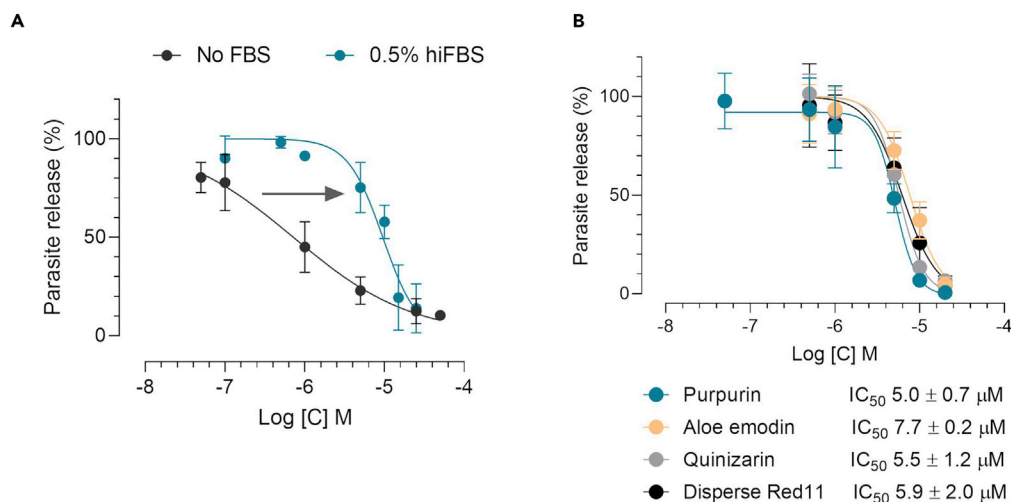 A
No FBS
0.5% hiFBS
Parasite release (%)
100
50
0
-8
-7
-6
-5
-4
Log [C] M
B
Parasite release (%)
100
50
0
-8
-7
-6
-5
-4
Log [C] M
Purpurin IC50 5.0 ± 0.7 μM
Aloe emodin IC50 7.7 ± 0.2 μM
Quinizarin IC50 5.5 ± 1.2 μM
Disperse Red11 IC50 5.9 ± 2.0 μM